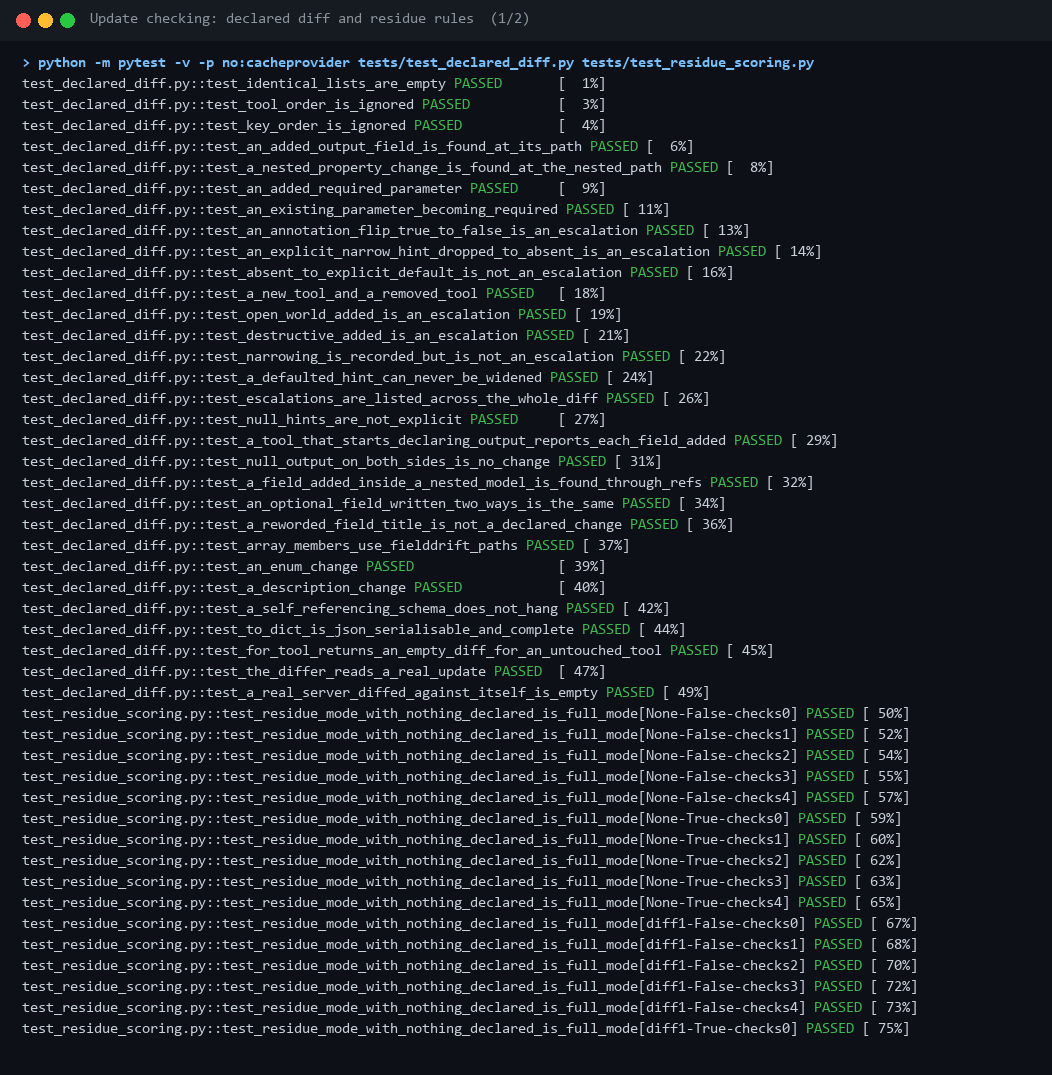 Update checking: declared diff and residue rules (1/2)
> python -m pytest -v -p no:cacheprovider tests/test_declared_diff.py tests/test_residue_scoring.py
test_declared_diff.py::test_identical_lists_are_empty PASSED [ 1%]
test_declared_diff.py::test_tool_order_is_ignored PASSED [ 3%]
test_declared_diff.py::test_key_order_is_ignored PASSED [ 4%]
test_declared_diff.py::test_an_added_output_field_is_found_at_its_path PASSED [ 6%]
test_declared_diff.py::test_a_nested_property_change_is_found_at_the_nested_path PASSED [ 8%]
test_declared_diff.py::test_an_added_required_parameter PASSED [ 9%]
test_declared_diff.py::test_an_existing_parameter_becoming_required PASSED [ 11%]
test_declared_diff.py::test_an_annotation_flip_true_to_false_is_an_escalation PASSED [ 13%]
test_declared_diff.py::test_an_explicit_narrow_hint_dropped_to_absent_is_an_escalation PASSED [ 14%]
test_declared_diff.py::test_absent_to_explicit_default_is_not_an_escalation PASSED [ 16%]
test_declared_diff.py::test_a_new_tool_and_a_removed_tool PASSED [ 18%]
test_declared_diff.py::test_open_world_added_is_an_escalation PASSED [ 19%]
test_declared_diff.py::test_destructive_added_is_an_escalation PASSED [ 21%]
test_declared_diff.py::test_narrowing_is_recorded_but_is_not_an_escalation PASSED [ 22%]
test_declared_diff.py::test_a_defaulted_hint_can_never_be_widened PASSED [ 24%]
test_declared_diff.py::test_escalations_are_listed_across_the_whole_diff PASSED [ 26%]
test_declared_diff.py::test_null_hints_are_not_explicit PASSED [ 27%]
test_declared_diff.py::test_a_tool_that_starts_declaring_output_reports_each_field_added PASSED [ 29%]
test_declared_diff.py::test_null_output_on_both_sides_is_no_change PASSED [ 31%]
test_declared_diff.py::test_a_field_added_inside_a_nested_model_is_found_through_refs PASSED [ 32%]
test_declared_diff.py::test_an_optional_field_written_two_ways_is_the_same PASSED [ 34%]
test_declared_diff.py::test_a_reworded_field_title_is_not_a_declared_change PASSED [ 36%]
test_declared_diff.py::test_array_members_use_fielddrift_paths PASSED [ 37%]
test_declared_diff.py::test_an_enum_change PASSED [ 39%]
test_declared_diff.py::test_a_description_change PASSED [ 40%]
test_declared_diff.py::test_a_self_referencing_schema_does_not_hang PASSED [ 42%]
test_declared_diff.py::test_to_dict_is_json_serialisable_and_complete PASSED [ 44%]
test_declared_diff.py::test_for_tool_returns_an_empty_diff_for_an_untouched_tool PASSED [ 45%]
test_declared_diff.py::test_the_differ_reads_a_real_update PASSED [ 47%]
test_declared_diff.py::test_a_real_server_diffed_against_itself_is_empty PASSED [ 49%]
test_residue_scoring.py::test_residue_mode_with_nothing_declared_is_full_mode[None-False-checks0] PASSED [ 50%]
test_residue_scoring.py::test_residue_mode_with_nothing_declared_is_full_mode[None-False-checks1] PASSED [ 52%]
test_residue_scoring.py::test_residue_mode_with_nothing_declared_is_full_mode[None-False-checks2] PASSED [ 54%]
test_residue_scoring.py::test_residue_mode_with_nothing_declared_is_full_mode[None-False-checks3] PASSED [ 55%]
test_residue_scoring.py::test_residue_mode_with_nothing_declared_is_full_mode[None-False-checks4] PASSED [ 57%]
test_residue_scoring.py::test_residue_mode_with_nothing_declared_is_full_mode[None-True-checks0] PASSED [ 59%]
test_residue_scoring.py::test_residue_mode_with_nothing_declared_is_full_mode[None-True-checks1] PASSED [ 60%]
test_residue_scoring.py::test_residue_mode_with_nothing_declared_is_full_mode[None-True-checks2] PASSED [ 62%]
test_residue_scoring.py::test_residue_mode_with_nothing_declared_is_full_mode[None-True-checks3] PASSED [ 63%]
test_residue_scoring.py::test_residue_mode_with_nothing_declared_is_full_mode[None-True-checks4] PASSED [ 65%]
test_residue_scoring.py::test_residue_mode_with_nothing_declared_is_full_mode[diff1-False-checks0] PASSED [ 67%]
test_residue_scoring.py::test_residue_mode_with_nothing_declared_is_full_mode[diff1-False-checks1] PASSED [ 68%]
test_residue_scoring.py::test_residue_mode_with_nothing_declared_is_full_mode[diff1-False-checks2] PASSED [ 70%]
test_residue_scoring.py::test_residue_mode_with_nothing_declared_is_full_mode[diff1-False-checks3] PASSED [ 72%]
test_residue_scoring.py::test_residue_mode_with_nothing_declared_is_full_mode[diff1-False-checks4] PASSED [ 73%]
test_residue_scoring.py::test_residue_mode_with_nothing_declared_is_full_mode[diff1-True-checks0] PASSED [ 75%]